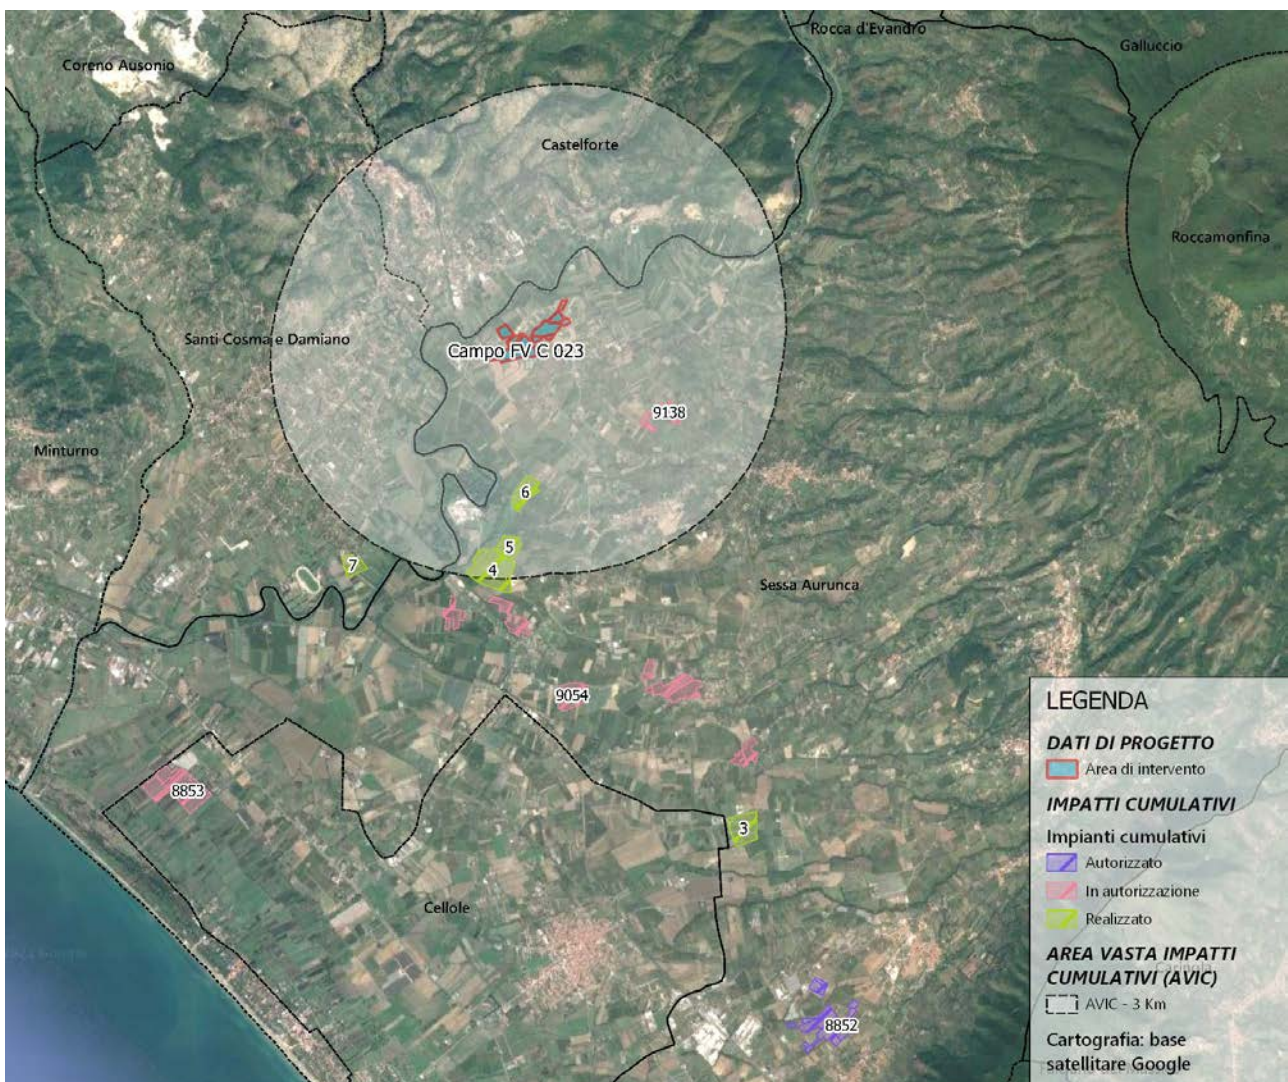 Rocca d'Evandro
Galluccio
Coreno Ausonio
Castelforte
Roccamonfina
Santi Cosma e Damiano
Campo FV C 023
9138
Minturno
6
5
7
4
Sessa Aurunca
9054
8853
3
Cellole
8852
LEGENDA
DATI DI PROGETTO
Area di intervento
IMPATTI CUMULATIVI
Impianti cumulativi
Autorizzato
In autorizzazione
Realizzato
AREA VASTA IMPATTI
CUMULATIVI (AVIC)
Carinola
AVIC - 3 Km
Cartografia: base
satellitare Google